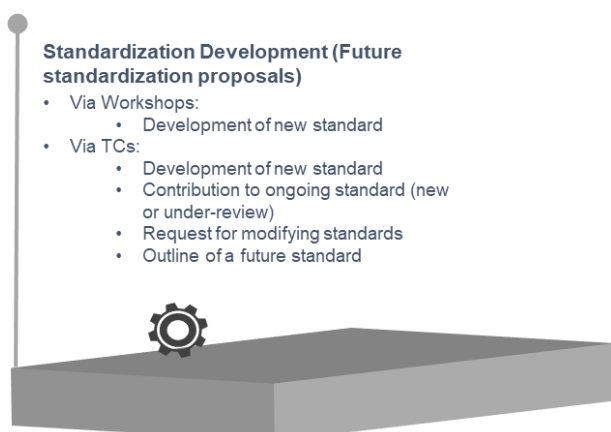 Standardization Development (Future
standardization proposals)
• Via Workshops:
• Development of new standard
• Via TCs:
• Development of new standard
• Contribution to ongoing standard (new
or under-review)
• Request for modifying standards
• Outline of a future standard